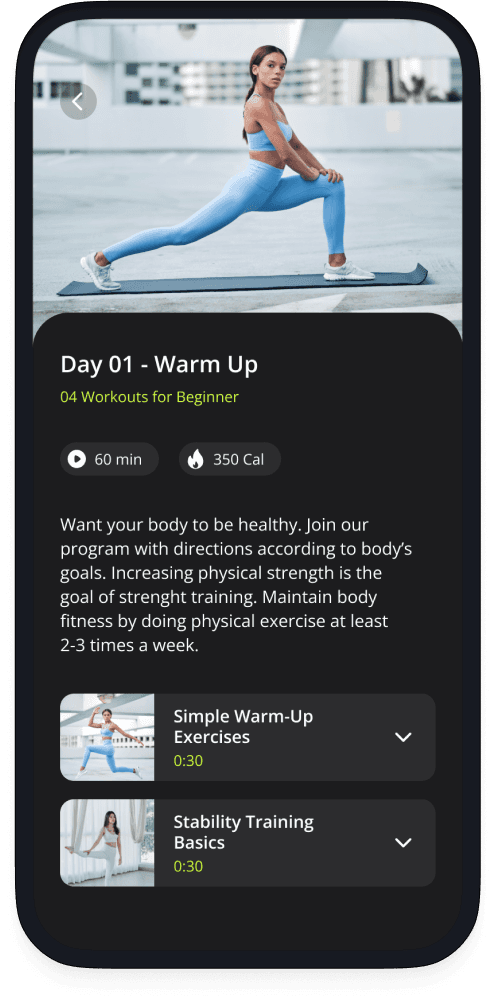 Day 01 - Warm Up
04 Workouts for Beginner
60 min
350 Cal
Want your body to be healthy. Join our
program with directions according to body’s
goals. Increasing physical strength is the
goal of strenght training. Maintain body
fitness by doing physical exercise at least
2-3 times a week.
Simple Warm-Up
Exercises
0:30
Stability Training
Basics
0:30